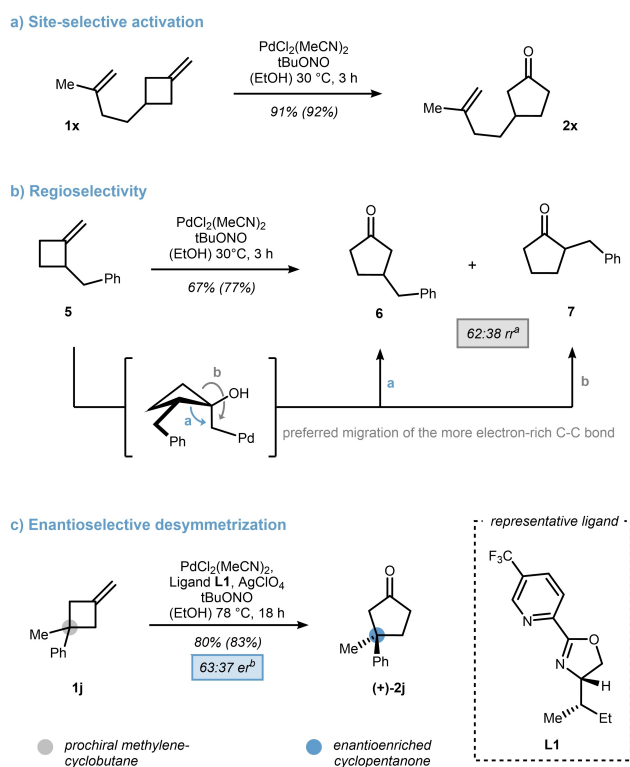 a) Site-selective activation
PdCl2(MeCN)2
tBuONO
(EtOH) 30 °C, 3 h
91% (92%)
Me
1x
O
Me
2x
b) Regioselectivity
PdCl2(MeCN)2
tBuONO
(EtOH) 30°C, 3 h
67% (77%)
Ph
5
O
Ph
6
+
O
Ph
7
62:38 rrᵃ
b
OH
a
Ph
Pd
a
b
preferred migration of the more electron-rich C-C bond
c) Enantioselective desymmetrization
PdCl2(MeCN)2,
Ligand L1, AgClO4
tBuONO
(EtOH) 78 °C, 18 h
80% (83%)
63:37 erᵇ
Me
Ph
1j
O
Me
Ph
(+)-2j
representative ligand
F3C
N
O
N
H
Me
Et
L1
prochiral methylene-
cyclobutane
enantioenriched
cyclopentanone